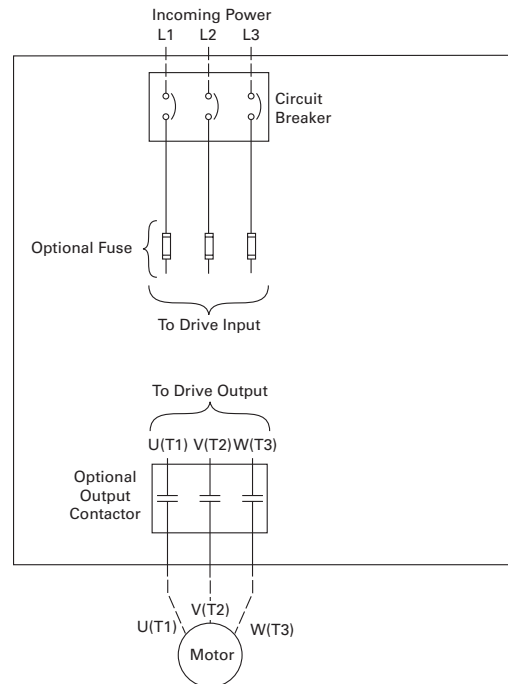 Incoming Power
L1 L2 L3
Circuit
Breaker
Optional Fuse
To Drive Input
To Drive Output
U(T1) V(T2) W(T3)
Optional
Output
Contactor
U(T1) V(T2) W(T3)
Motor